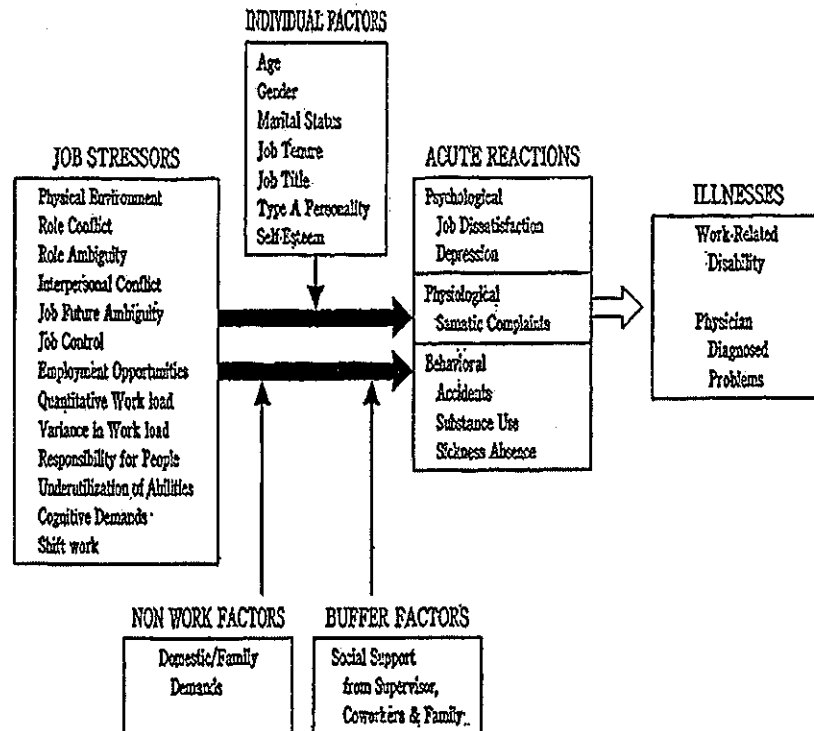 INDIVIDUAL FACTORS
Age
Gender
Marital Status
Job Tenure
Job Title
Type A Personality
Self-Esteem
JOB STRESSORS
Physical Environment
Role Conflict
Role Ambiguity
Interpersonal Conflict
Job Future Ambiguity
Job Control
Employment Opportunities
Quantitative Work load
Variance in Work load
Responsibility for People
Underutilization of Abilities
Cognitive Demands
Shift work
ACUTE REACTIONS
Psychological
Job Dissatisfaction
Depression
Physiological
Samatic Complaints
Behavioral
Accidents
Substance Use
Sickness Absence
ILLNESSES
Work-Related
Disability
Physician
Diagnosed
Problems
NON WORK FACTORS
Domestic/Family
Demands
BUFFER FACTORS
Social Support
from Supervisor,
Coworkers & Family